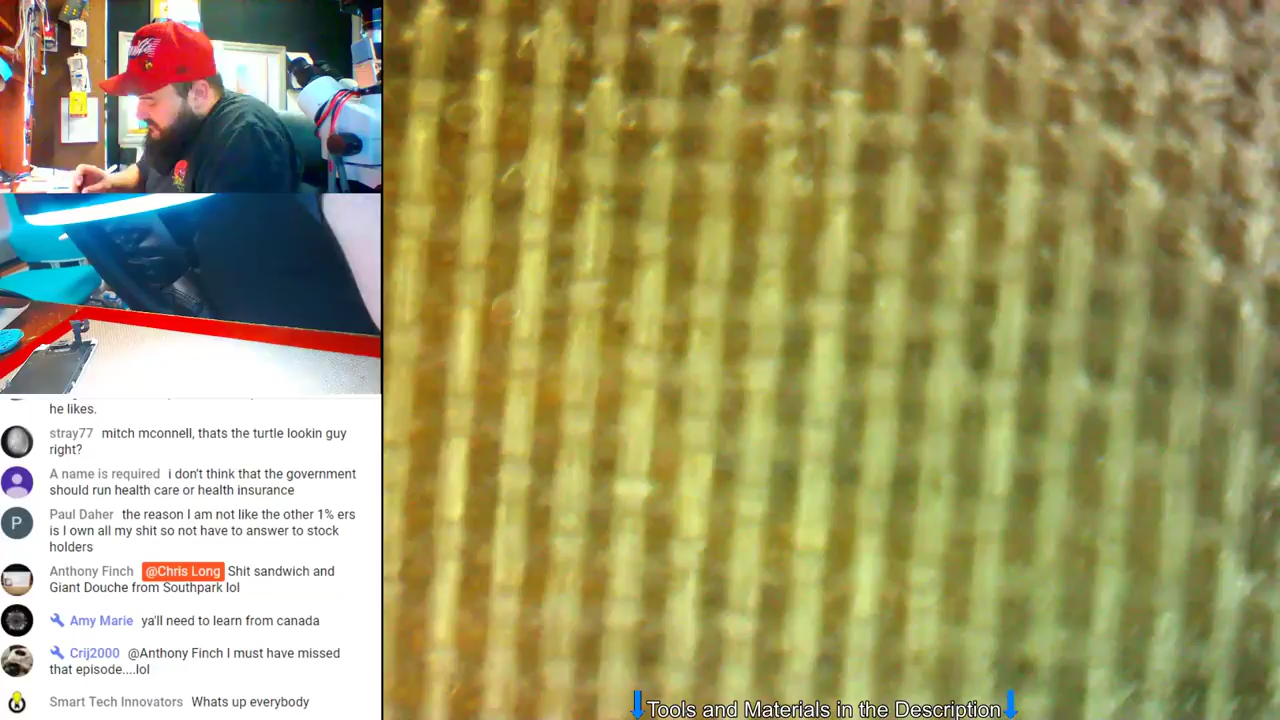 he likes.
stray77 mitch mcconnell, thats the turtle lookin guy
right?
A name is required i don't think that the government
should run health care or health insurance
P
Paul Daher the reason I am not like the other 1% ers
is I own all my shit so not have to answer to stock
holders
Anthony Finch @Chris Long Shit sandwich and
Giant Douche from Southpark lol
Amy Marie ya'll need to learn from canada
Crij2000 @Anthony Finch I must have missed
that episode....lol
Smart Tech Innovators Whats up everybody
Tools and Materials in the Description